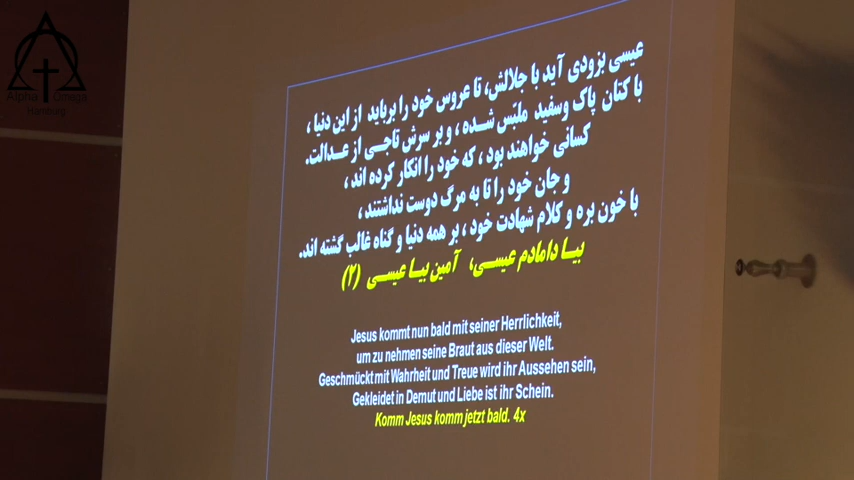 Alpha Omega
Hamburg
عیسی بزودی آید با جلالش، تا عروس خود را برباید از این دنیا ،
با کتان پاک وسفید ملبّس شده ، و بر سرش تاجی از عدالت.
کسانی خواهند بود ، که خود را انکار کرده اند ،
و جان خود را تا به مرگ دوست نداشتند ،
با خون بره و کلام شهادت خود ، بر همه دنیا و گناه غالب گشته اند.
بیا دامادم عیسی، آمین بیا عیسی (۲)
Jesus kommt nun bald mit seiner Herrlichkeit,
um zu nehmen seine Braut aus dieser Welt.
Geschmückt mit Wahrheit und Treue wird ihr Aussehen sein,
Gekleidet in Demut und Liebe ist ihr Schein.
Komm Jesus komm jetzt bald. 4x